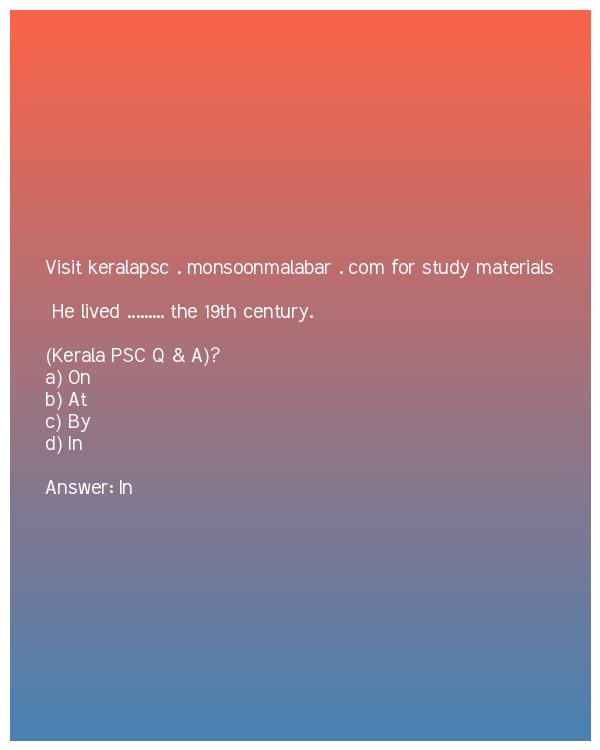 Visit keralapsc . monsoonmalabar . com for study materials
He lived ......... the 19th century.
(Kerala PSC Q & A)?
a) On
b) At
c) By
d) In
Answer: In